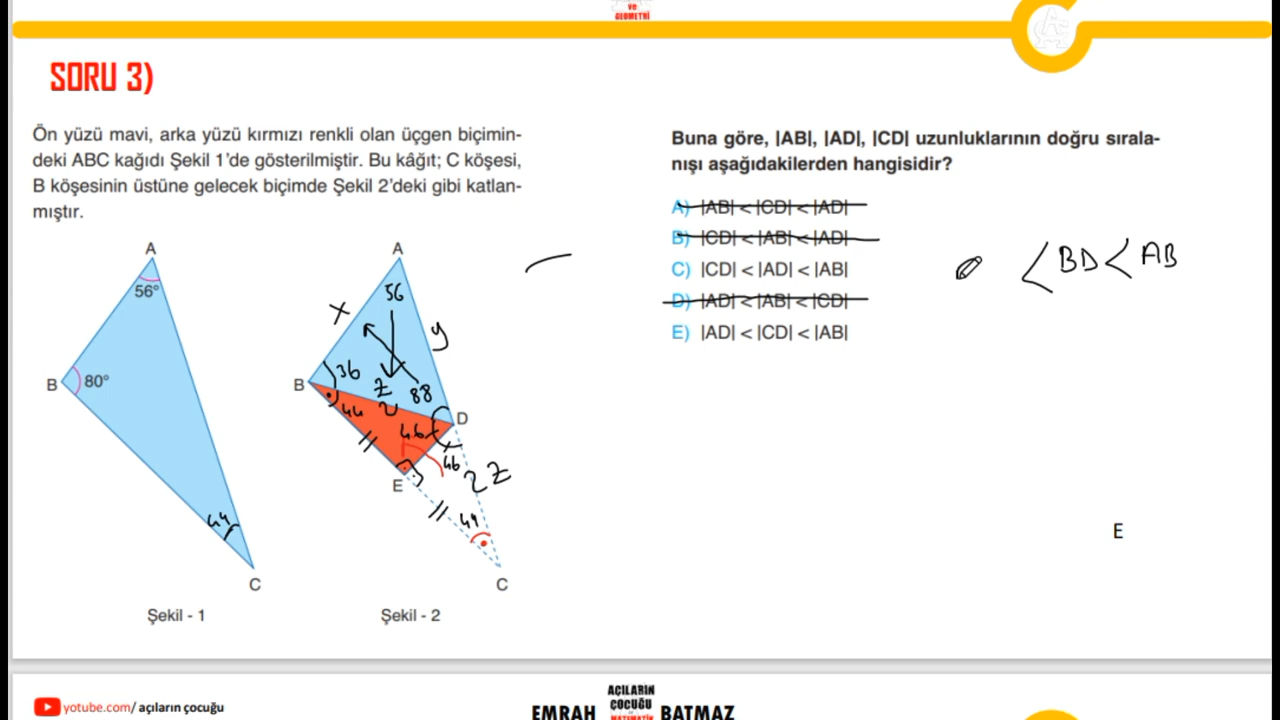 ve
GEOMETRİ
SORU 3)
Ön yüzü mavi, arka yüzü kırmızı renkli olan üçgen biçimin-
deki ABC kağıdı Şekil 1'de gösterilmiştir. Bu kâğıt; C köşesi,
B köşesinin üstüne gelecek biçimde Şekil 2'deki gibi katlan-
mıştır.
A
56°
B
80°
44
C
Şekil - 1
A
56
x
y
B
36
z
88
44
D
46
46
E
z
44
C
Şekil - 2
Buna göre, |AB|, |AD|, |CD| uzunluklarının doğru sırala-
nışı aşağıdakilerden hangisidir?
A) |AB| < |CD| < |AD|
B) |CD| < |AB| < |AD|
C) |CD| < |AD| < |AB|
D) |AD| < |AB| < |CD|
E) |AD| < |CD| < |AB|
< BD < AB
E
yotube.com/ açıların çocuğu
EMRAH
AÇILARIN
ÇOCUĞU
MATEMATİK
BATMAZ